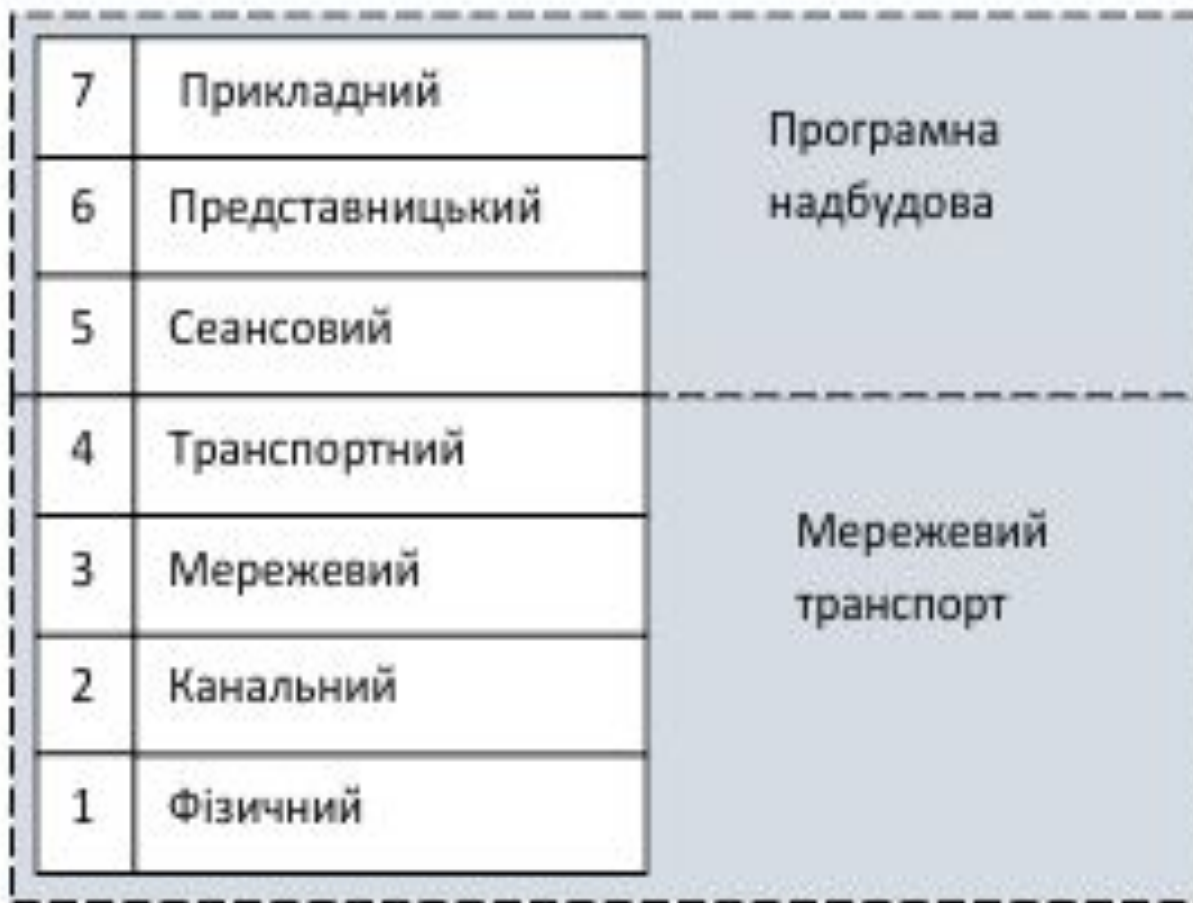 7 Прикладний
6 Представницький
5 Сеансовий
4 Транспортний
3 Мережевий
2 Канальний
1 Фізичний
Програмна
надбудова
Мережевий
транспорт